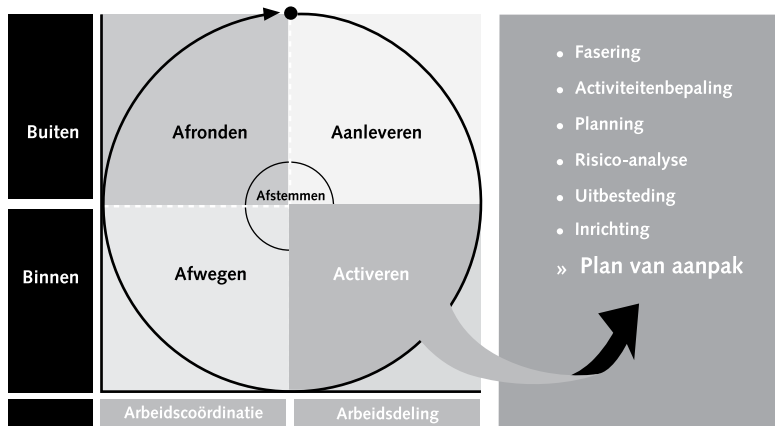 Buiten
Afronden
Aanleveren
Afstemmen
Binnen
Afwegen
Activeren
Arbeidscoördinatie
Arbeidsdeling
• Fasering
• Activiteitenbepaling
• Planning
• Risico-analyse
• Uitbesteding
• Inrichting
» Plan van aanpak